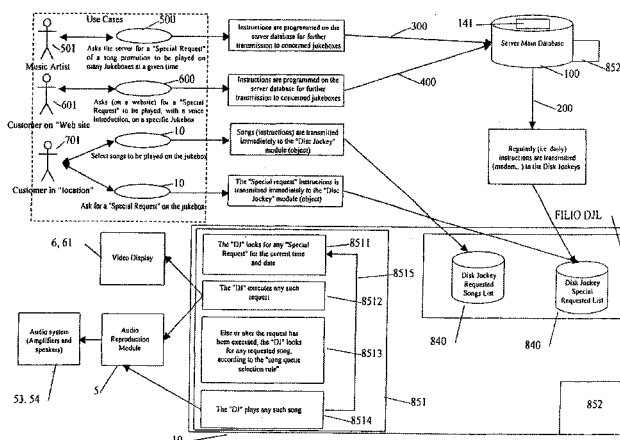 Use Cases
500
501
Music Artist
Asks the server for a "Special Request"
of a song promotion to be played on
many Jukeboxes at a given time
Instructions are programmed on the
server database for further
transmission to concerned jukeboxes
300
141
Server Main Database
852
100
600
601
Customer on "Web site
Asks (on a website) for a "Special
Request" to be played, with a voice
introduction, on a specific Jukebox
Instructions are programmed on the
server database for further
transmission to concerned jukeboxes
400
200
10
701
Select songs to be played on the jukebox
Songs (instructions) are transmitted
immediately to the "Disc Jockey"
module (object)
Regularly (i.e. daily)
instructions are transmitted
(modem, ) to the Disk Jockeys
Customer in "location"
10
Ask for a "Special Request" on the jukebox
The "Special request" instructions is
transmitted immediately to the "Disc Jockey"
module (object)
FILIO DJL
6, 61
Video Display
The "DJ" looks for any "Special
Request" for the current time
and date
8511
8515
Disk Jockey
Requested
Songs List
840
Disk Jockey
Special
Requested List
840
The "DJ" executes any such
request
8512
Audio system
(Amplifiers and
speakers)
53, 54
Audio
Reproduction
Module
5
Else or after the request has
been executed, the "DJ" looks
for any requested song,
according to the "song queue
selection rule"
8513
The "DJ" plays any such song
8514
851
852
10